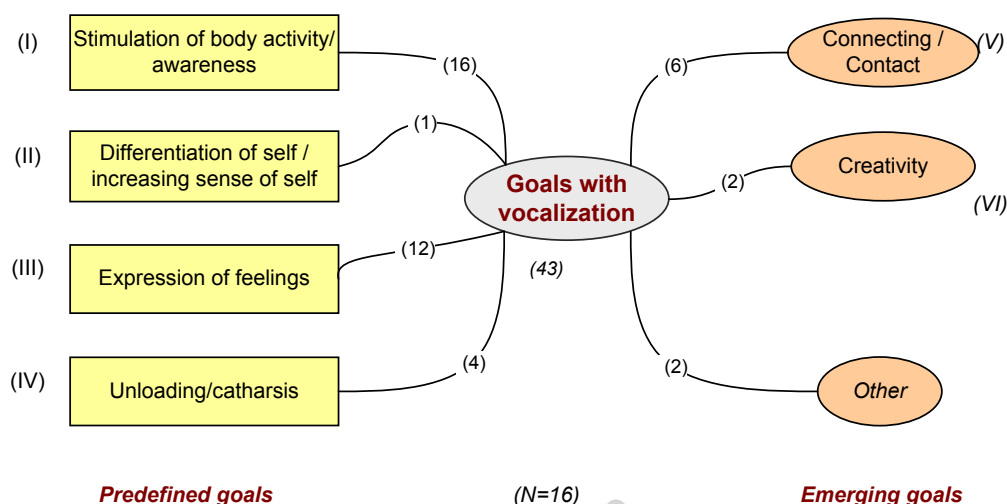 (I)
Stimulation of body activity/
awareness
(16)
(II)
Differentiation of self /
increasing sense of self
(1)
(III)
Expression of feelings
(12)
(IV)
Unloading/catharsis
(4)
Goals with
vocalization
(43)
(6)
Connecting /
Contact
(V)
(2)
Creativity
(VI)
(2)
Other
Predefined goals
(N=16)
Emerging goals